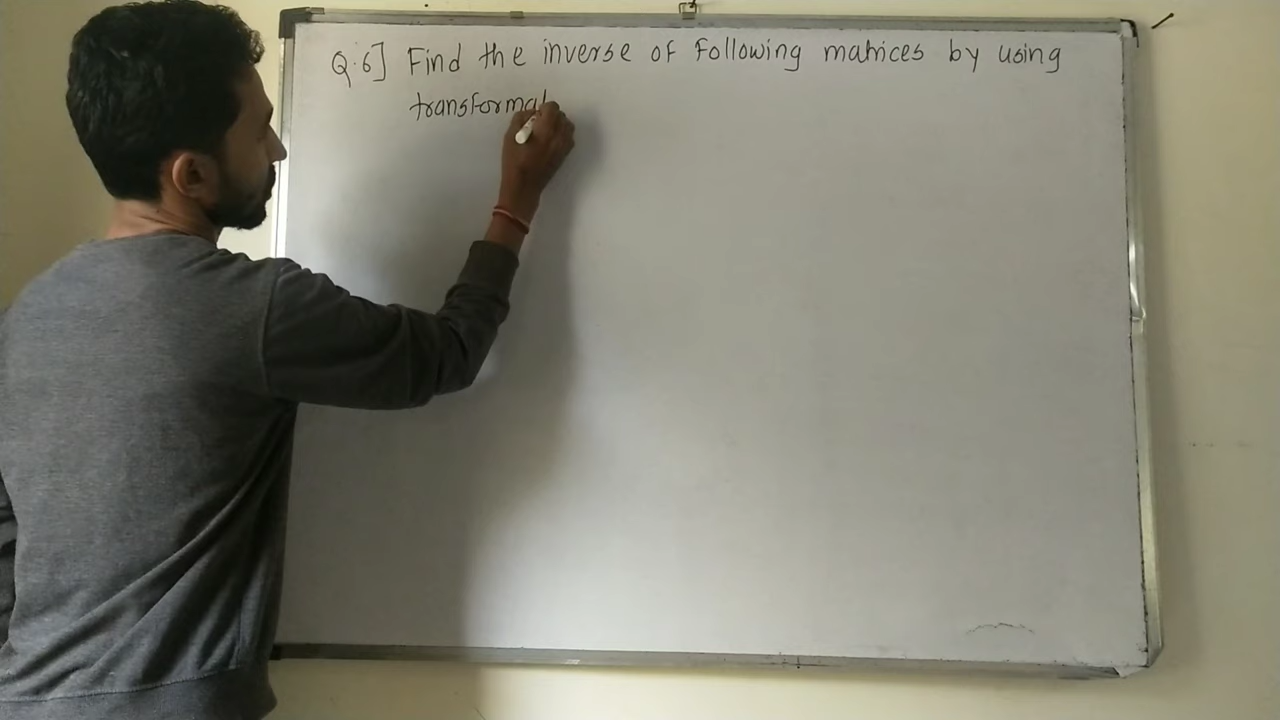 Q.6] Find the inverse of following matrices by using
transformat